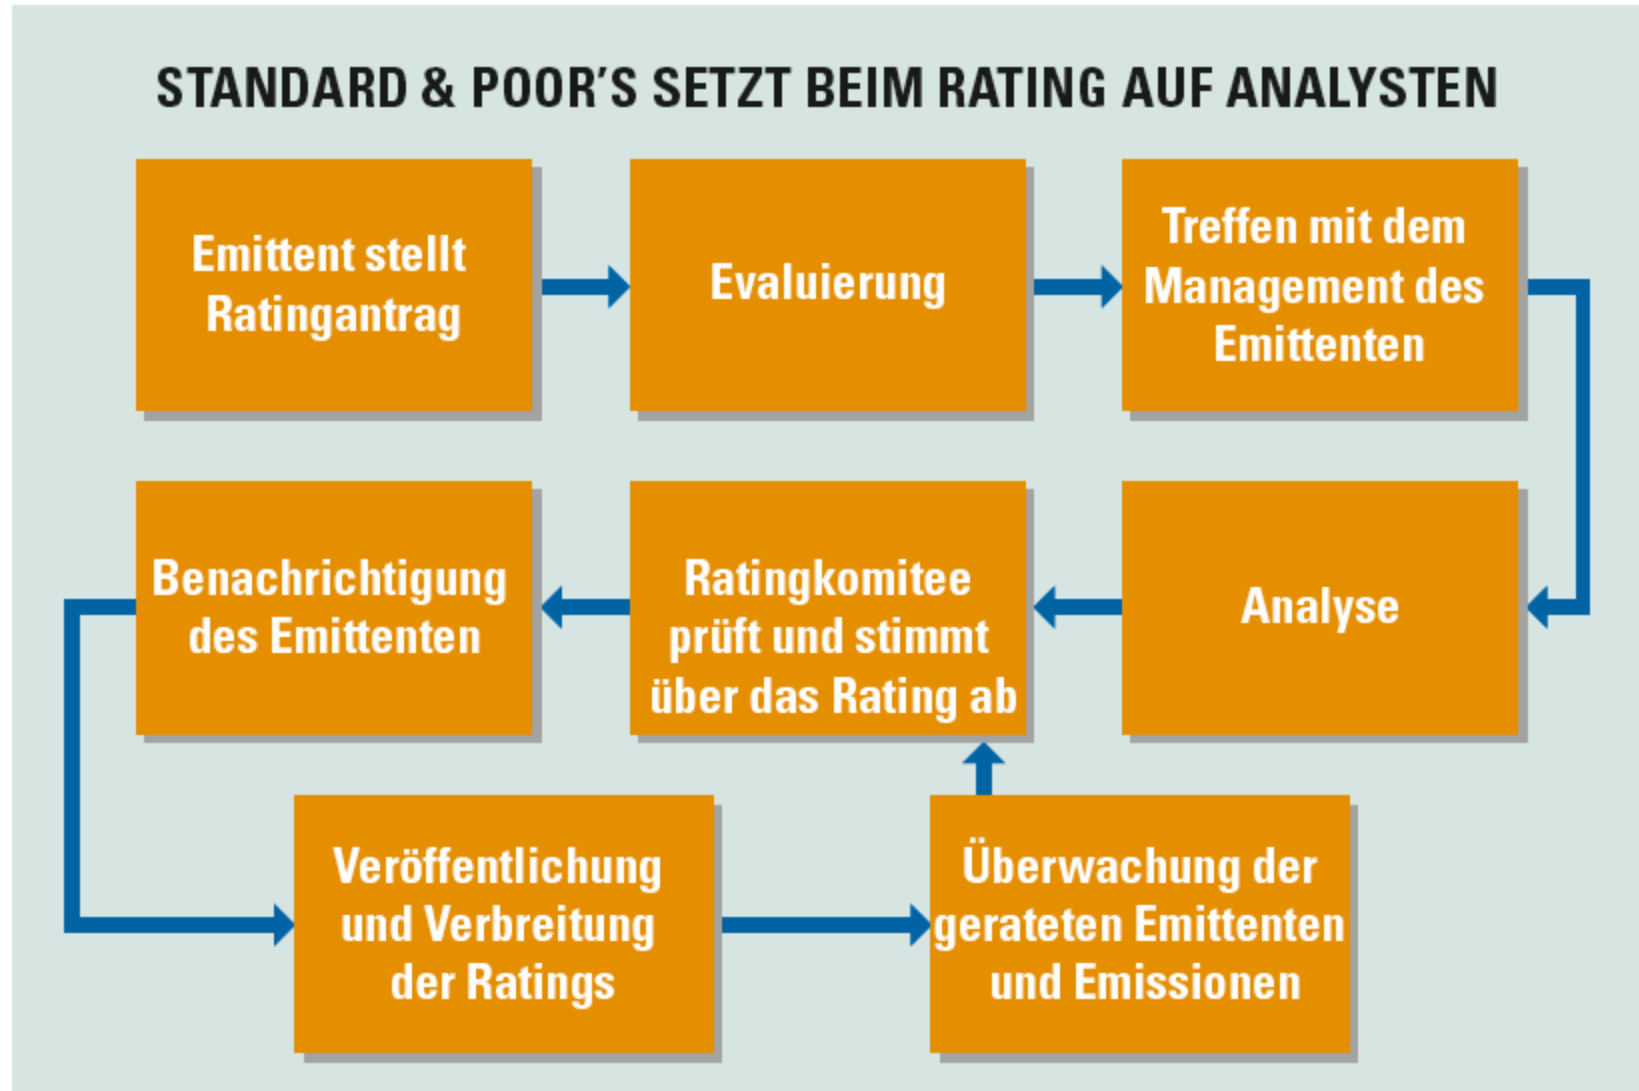 STANDARD & POOR'S SETZT BEIM RATING AUF ANALYSTEN
Emittent stellt
Ratingantrag
Evaluierung
Treffen mit dem
Management des
Emittenten
Analyse
Ratingkomitee
prüft und stimmt
über das Rating ab
Benachrichtigung
des Emittenten
Veröffentlichung
und Verbreitung
der Ratings
Überwachung der
gerateten Emittenten
und Emissionen